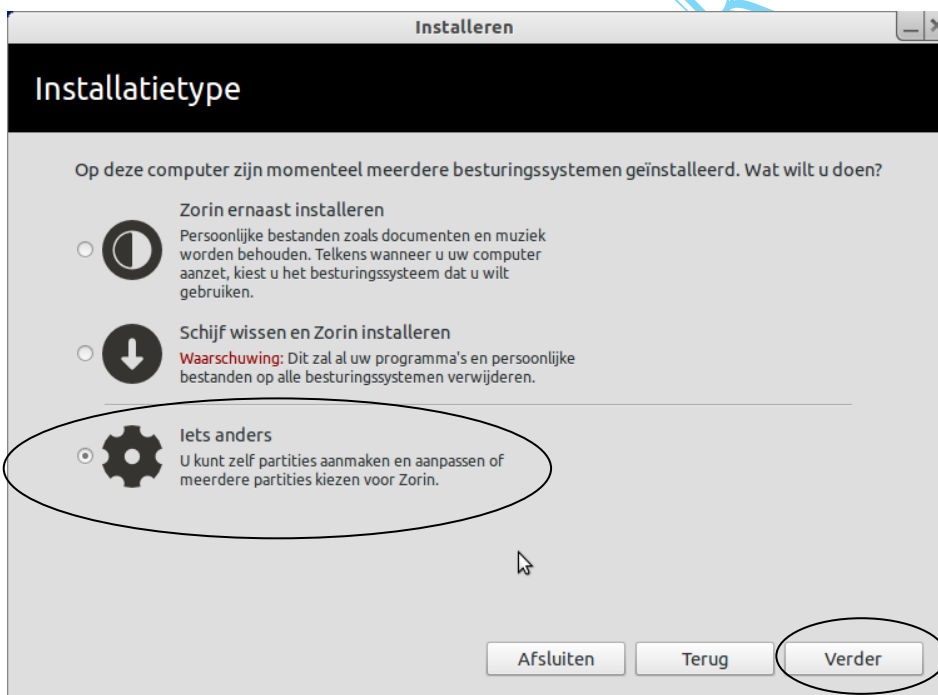 Installeren
Installatietype
Op deze computer zijn momenteel meerdere besturingssystemen geïnstalleerd. Wat wilt u doen?
Zorin ernaast installeren
Persoonlijke bestanden zoals documenten en muziek
worden behouden. Telkens wanneer u uw computer
aanzet, kiest u het besturingssysteem dat u wilt
gebruiken.
Schijf wissen en Zorin installeren
Waarschuwing: Dit zal al uw programma's en persoonlijke
bestanden op alle besturingssystemen verwijderen.
Iets anders
U kunt zelf partities aanmaken en aanpassen of
meerdere partities kiezen voor Zorin.
Afsluiten Terug Verder